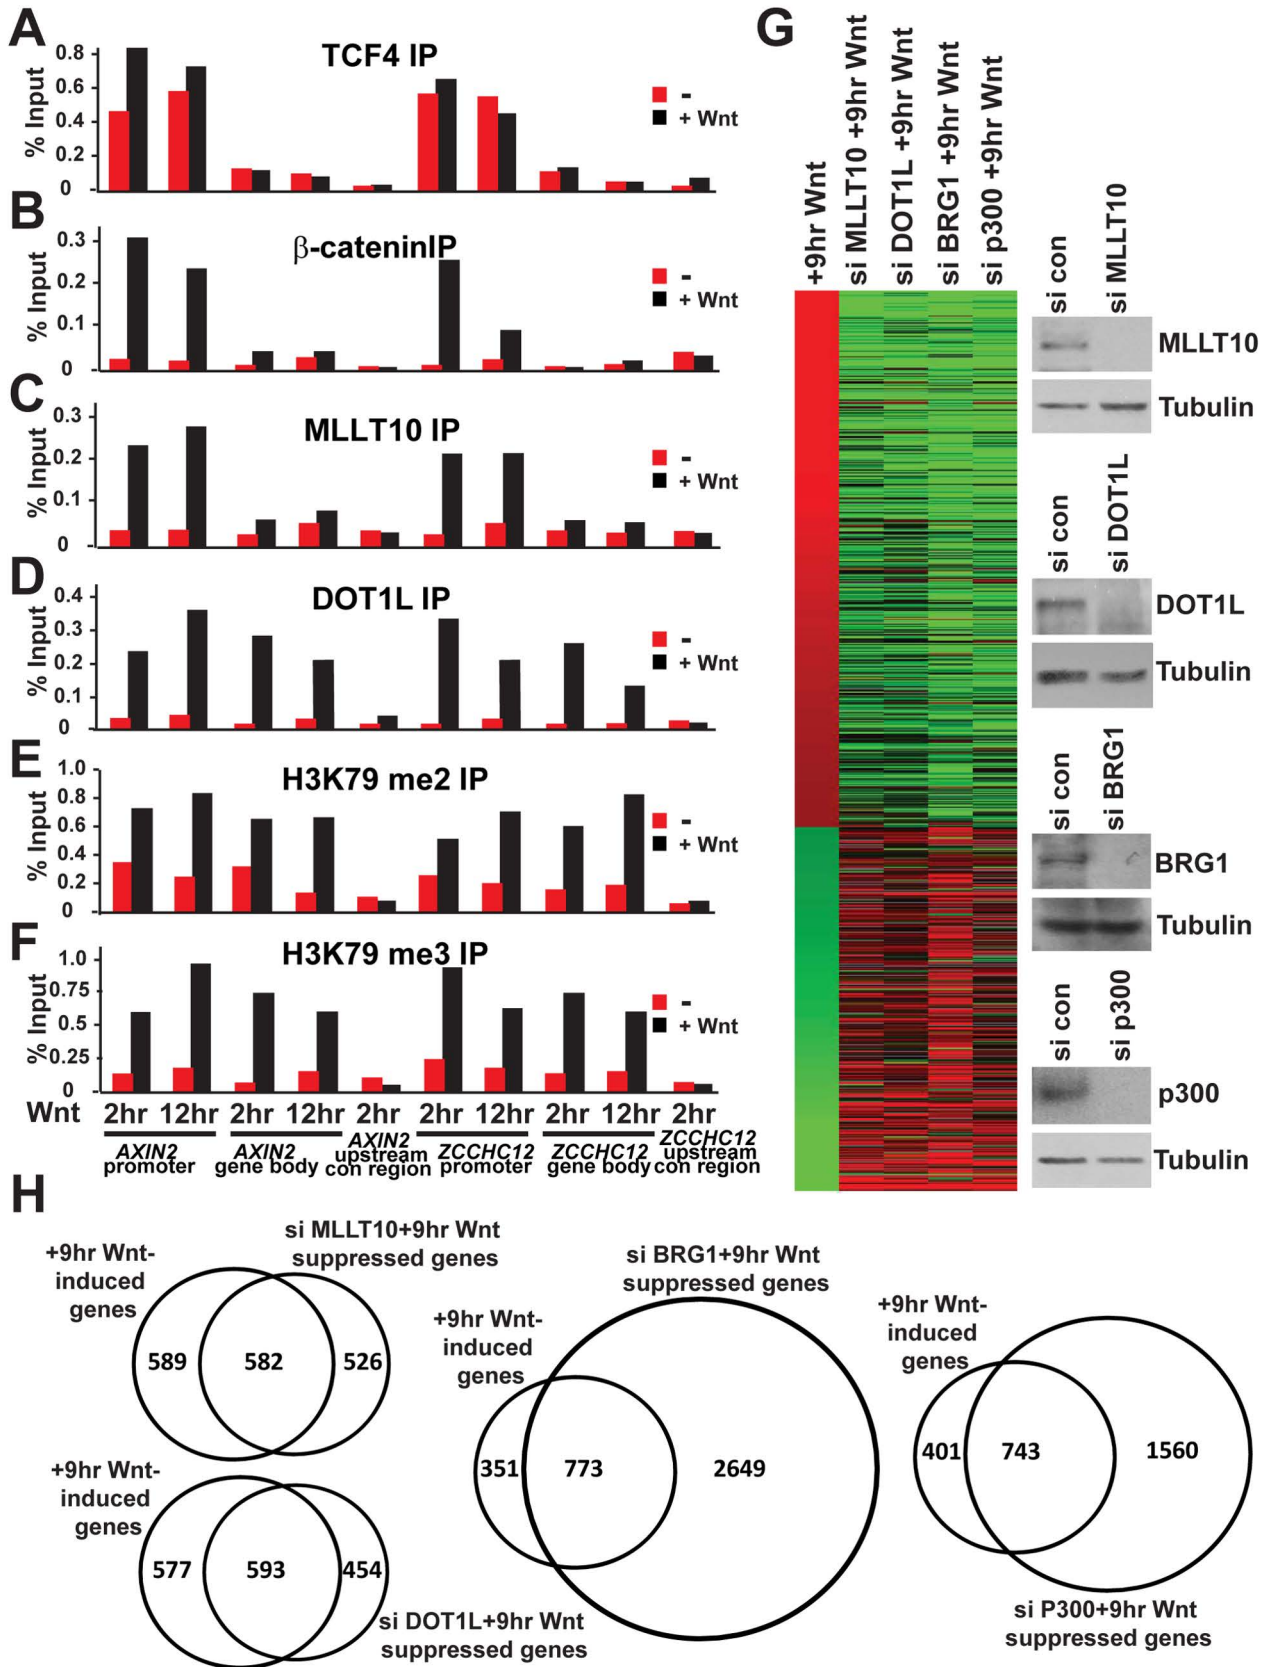 A
TCF4 IP
% Input
0.8
0.6
0.4
0.2
0
-
+ Wnt
B
β-cateninIP
% Input
0.3
0.2
0.1
0
-
+ Wnt
C
MLLT10 IP
% Input
0.3
0.2
0.1
0
-
+ Wnt
D
DOT1L IP
% Input
0.4
0.3
0.2
0.1
0
-
+ Wnt
E
H3K79 me2 IP
% Input
1.0
0.8
0.6
0.4
0.2
0
-
+ Wnt
F
H3K79 me3 IP
% Input
1.0
0.75
0.5
0.25
0
-
+ Wnt
Wnt 2hr 12hr 2hr 12hr 2hr 2hr 12hr 2hr 12hr 2hr
AXIN2
promoter
AXIN2
gene body
AXIN2
upstream
con region
ZCCHC12
promoter
ZCCHC12
gene body
ZCCHC12
upstream
con region
G
+9hr Wnt
si MLLT10 +9hr Wnt
si DOT1L +9hr Wnt
si BRG1 +9hr Wnt
si p300 +9hr Wnt
si con
si MLLT10
MLLT10
Tubulin
si con
si DOT1L
DOT1L
Tubulin
si con
si BRG1
BRG1
Tubulin
si con
si p300
p300
Tubulin
H
+9hr Wnt-
induced
genes
si MLLT10+9hr Wnt
suppressed genes
589 582 526
+9hr Wnt-
induced
genes
577 593 454
si DOT1L+9hr Wnt
suppressed genes
si BRG1+9hr Wnt
suppressed genes
+9hr Wnt-
induced
genes
351 773 2649
+9hr Wnt-
induced
genes
401 743 1560
si P300+9hr Wnt
suppressed genes